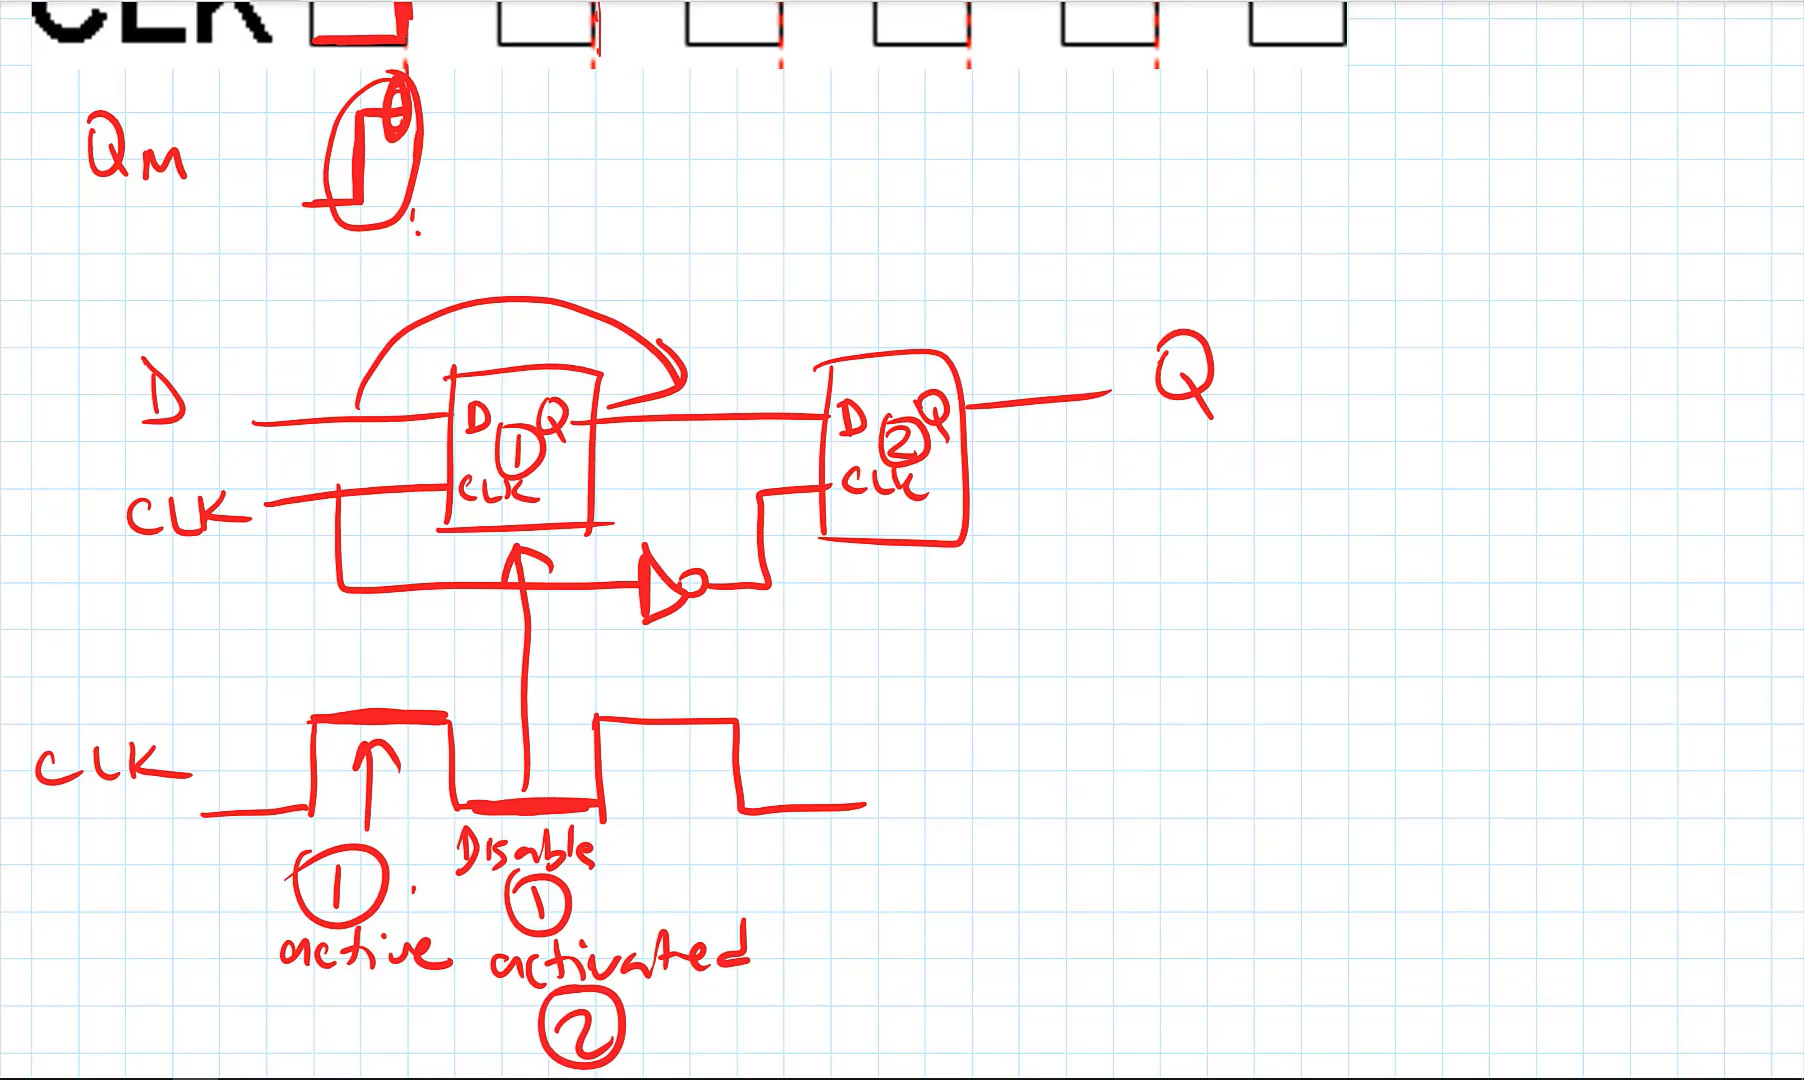 CLK
QM
D
D Q
①
CLK
D Q
②
CLK
Q
CLK
CLK
①
active
Disable
①
activated
②